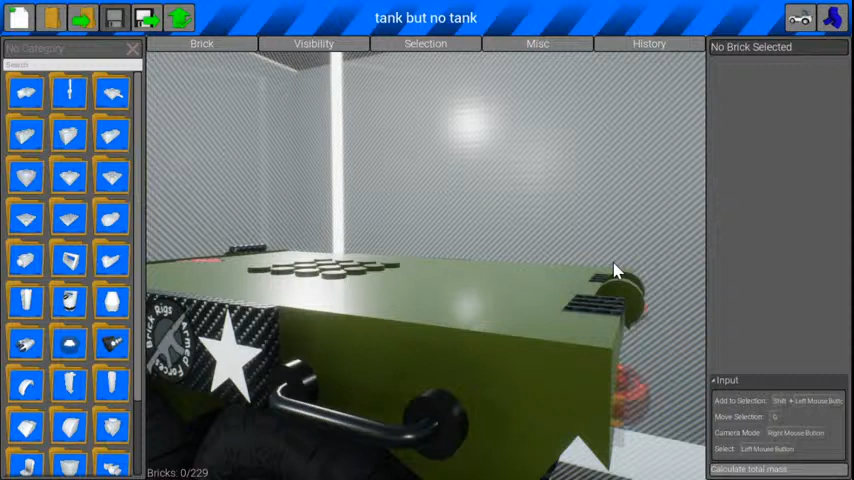 tank but no tank
No Category
Brick
Visibility
Selection
Misc
History
No Brick Selected
Search
Brick Rigs Armed Forces
Input
Add to Selection: Shift + Left Mouse Butt
Move Selection: G
Camera Mode Right Mouse Button
Select: Left Mouse Button
Calculate total mass
Bricks: 0/229